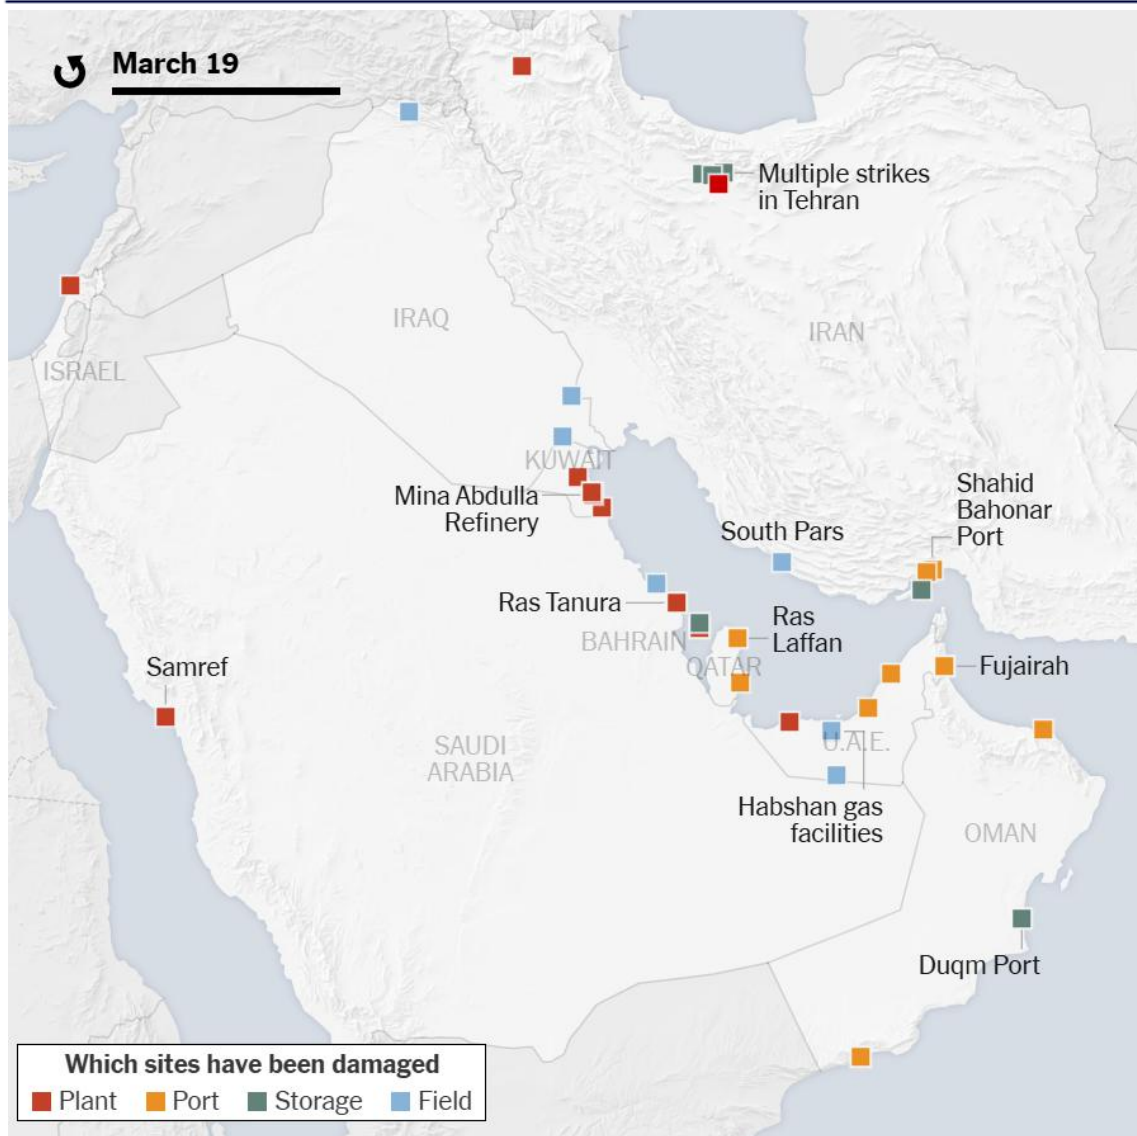 March 19
Multiple strikes
in Tehran
IRAQ
IRAN
ISRAEL
KUWAIT
Mina Abdulla
Refinery
Shahid
Bahonar
Port
South Pars
Ras Tanura
Ras
Laffan
BAHRAIN
QATAR
Samref
Fujairah
SAUDI
ARABIA
U.A.E.
Habshan gas
facilities
OMAN
Duqm Port
Which sites have been damaged
Plant Port Storage Field